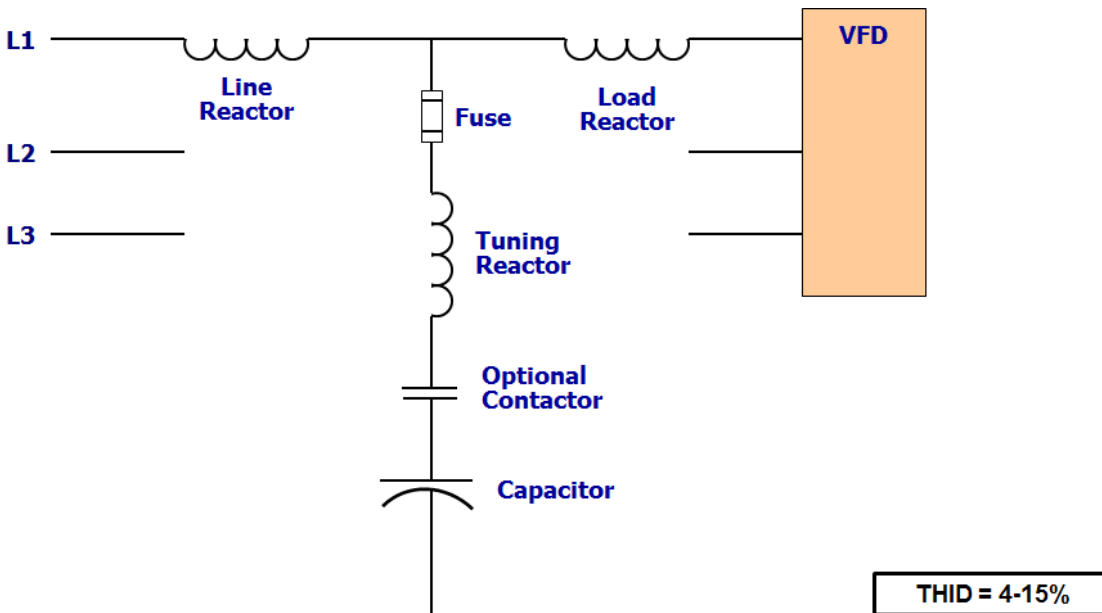 L1
VFD
Line
Reactor
Load
Reactor
Fuse
L2
L3
Tuning
Reactor
Optional
Contactor
Capacitor
THID = 4-15%